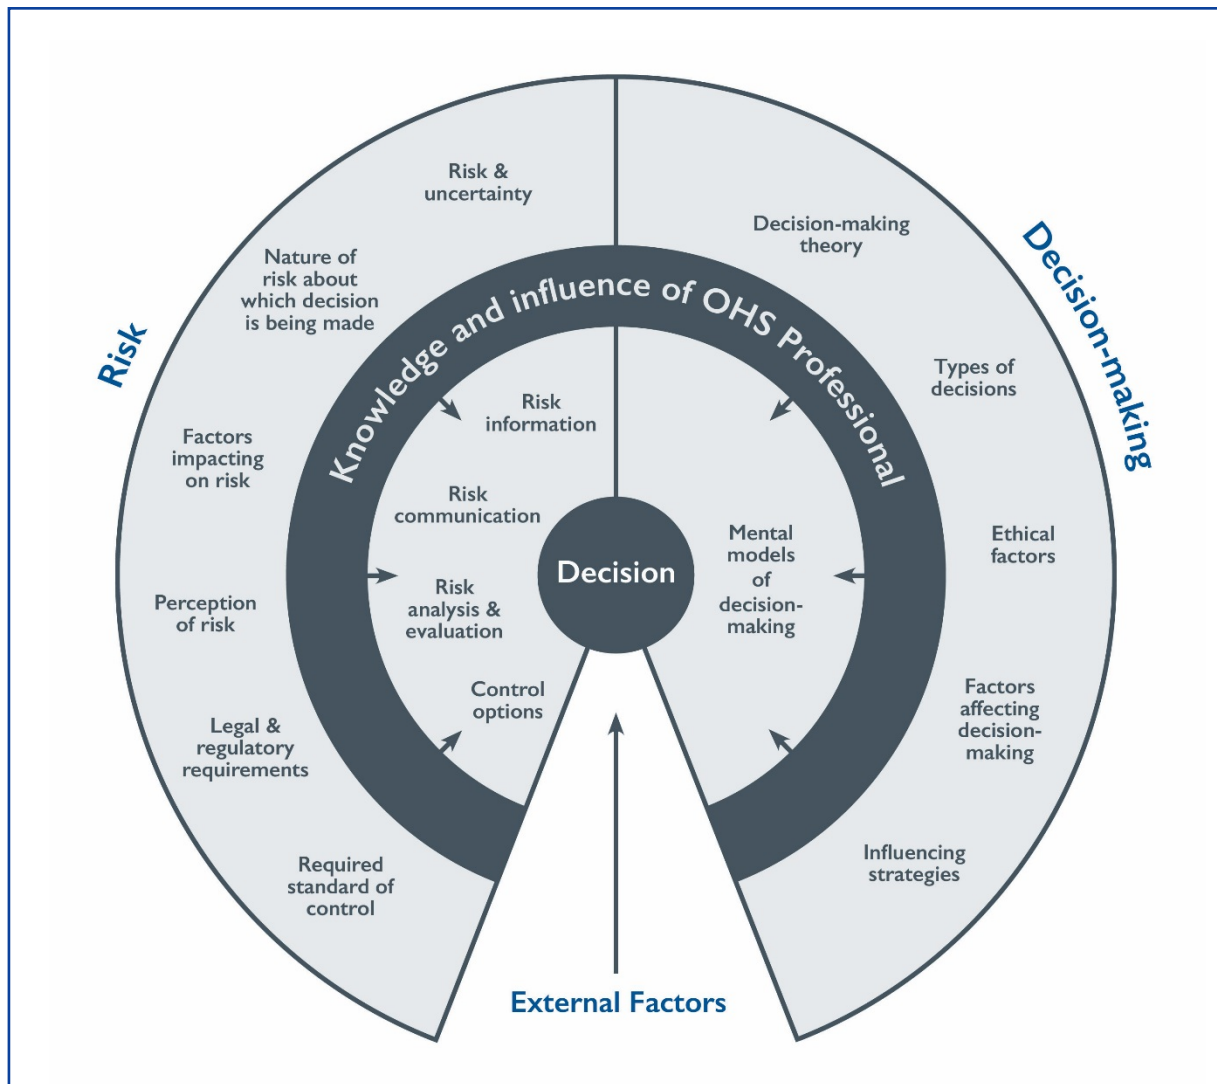 Risk &
uncertainty
Nature of
risk about
which decision
is being made
Factors
impacting
on risk
Perception
of risk
Legal &
regulatory
requirements
Required
standard of
control
Risk
Knowledge and influence of OHS Professional
Risk
information
Risk
communication
Risk
analysis &
evaluation
Control
options
Decision
Mental
models
of
decision-
making
Decision-making
theory
Types of
decisions
Ethical
factors
Factors
affecting
decision-
making
Influencing
strategies
Decision-making
External Factors